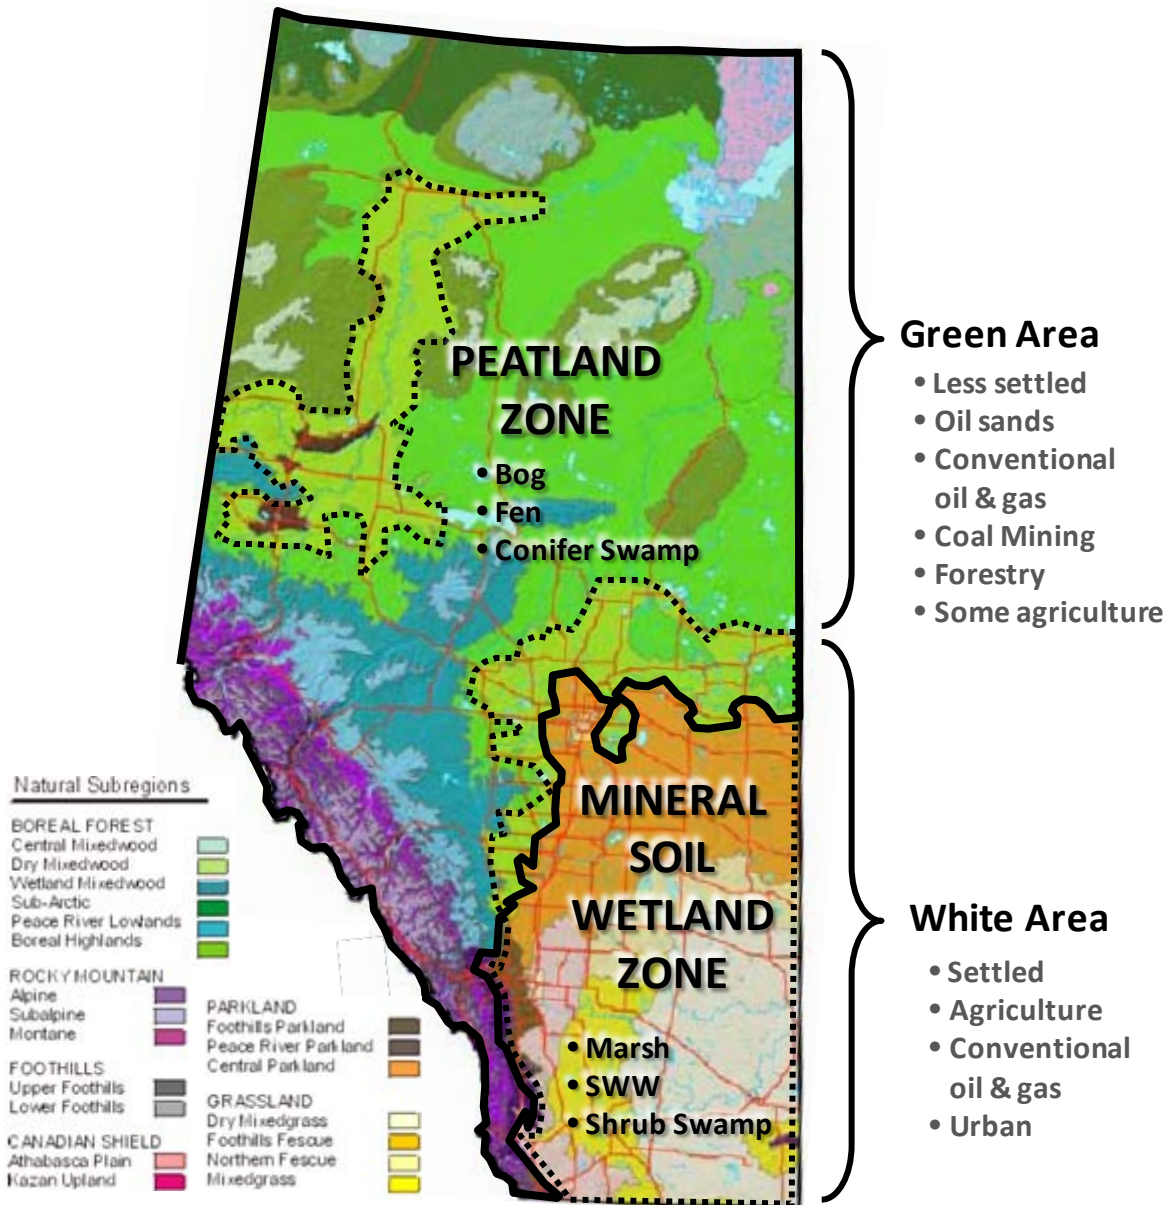 PEATLAND
ZONE
• Bog
• Fen
• Conifer Swamp
Green Area
• Less settled
• Oil sands
• Conventional
oil & gas
• Coal Mining
• Forestry
• Some agriculture
MINERAL
SOIL
WETLAND
ZONE
• Marsh
• SWW
• Shrub Swamp
White Area
• Settled
• Agriculture
• Conventional
oil & gas
• Urban
Natural Subregions
BOREAL FOREST
Central Mixedwood
Dry Mixedwood
Wetland Mixedwood
Sub-Arctic
Peace River Lowlands
Boreal Highlands
ROCKY MOUNTAIN
Alpine
Subalpine
Montane
FOOTHILLS
Upper Foothills
Lower Foothills
CANADIAN SHIELD
Athabasca Plain
Kazan Upland
PARKLAND
Foothills Parkland
Peace River Parkland
Central Parkland
GRASSLAND
Dry Mixedgrass
Foothills Fescue
Northern Fescue
Mixedgrass